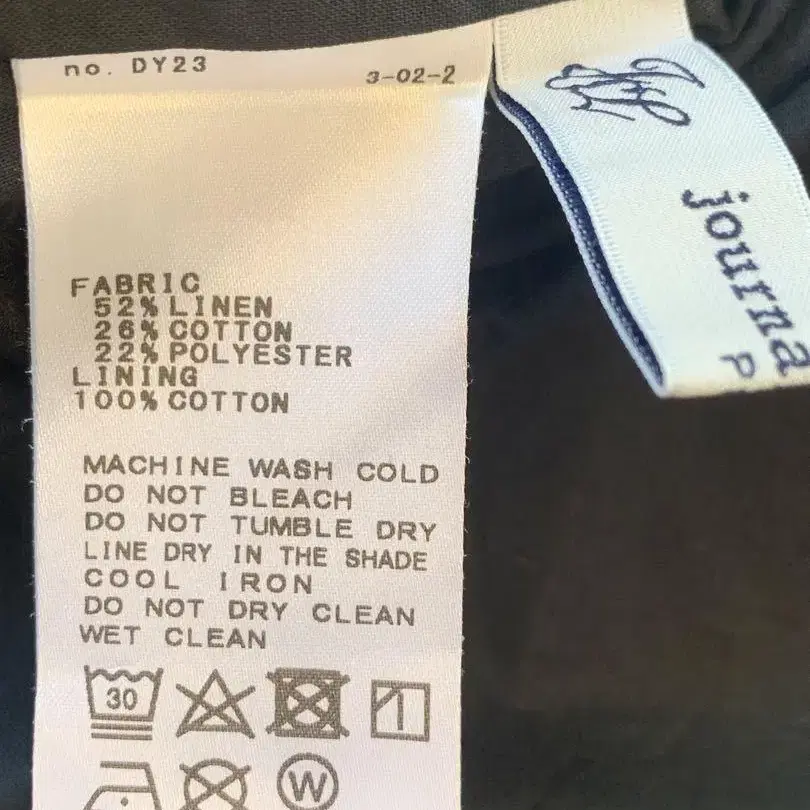 no. DY23
3-02-2
FABRIC
52% LINEN
26% COTTON
22% POLYESTER
LINING
100% COTTON
MACHINE WASH COLD
DO NOT BLEACH
DO NOT TUMBLE DRY
LINE DRY IN THE SHADE
COOL IRON
DO NOT DRY CLEAN
WET CLEAN
30
W
journa
P